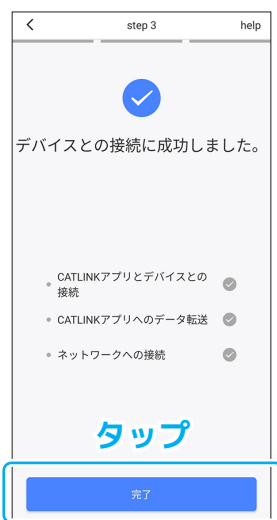 step 3 help
デバイスとの接続に成功しました。
CATLINKアプリとデバイスとの
接続
CATLINKアプリへのデータ転送
ネットワークへの接続
タップ
完了